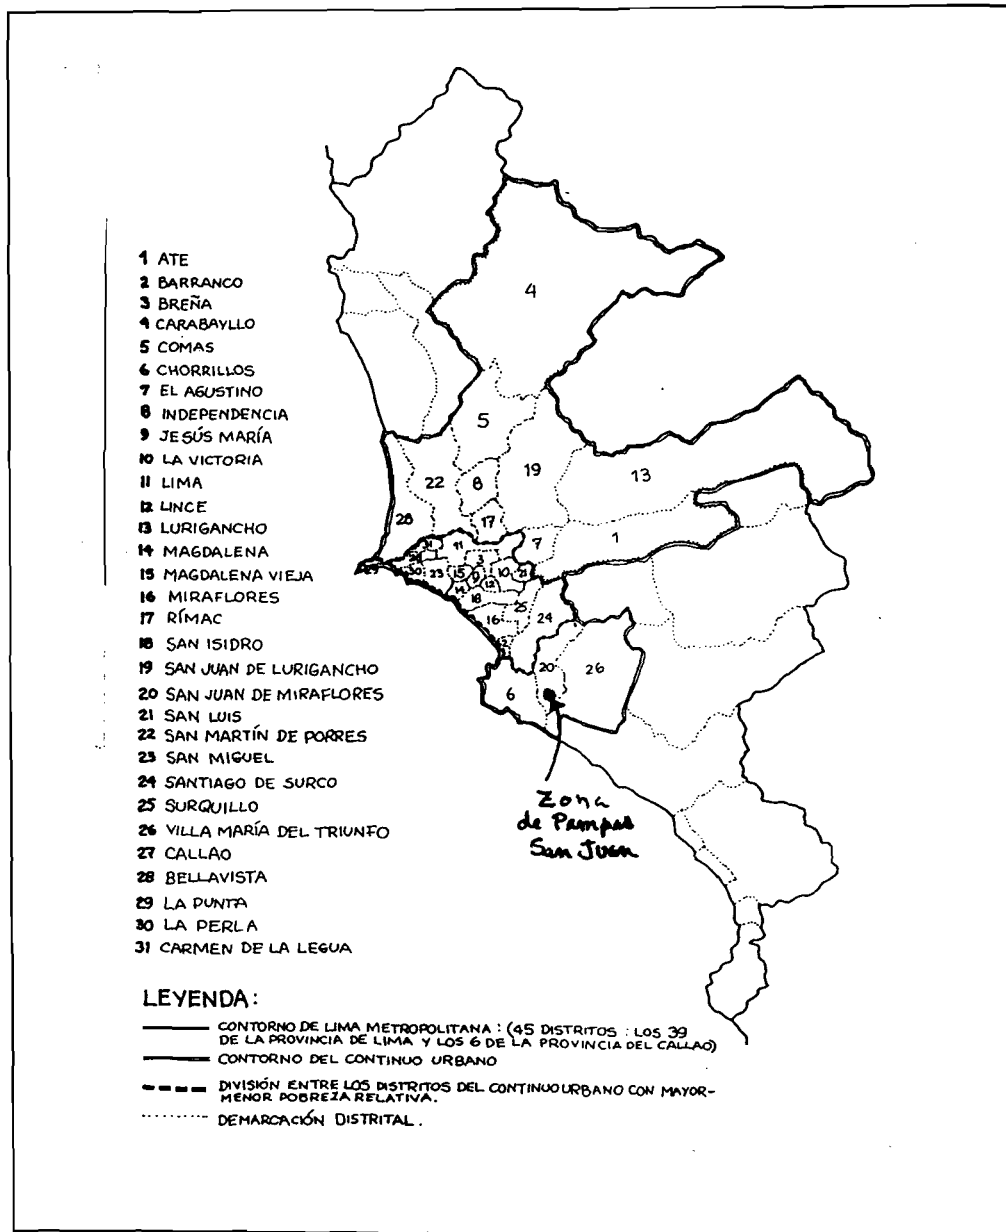 1 ATE
2 BARRANCO
3 BREÑA
4 CARABAYLLO
5 COMAS
6 CHORRILLOS
7 EL AGUSTINO
8 INDEPENDENCIA
9 JESÚS MARÍA
10 LA VICTORIA
11 LIMA
12 LINCE
13 LURIGANCHO
14 MAGDALENA
15 MAGDALENA VIEJA
16 MIRAFLORES
17 RÍMAC
18 SAN ISIDRO
19 SAN JUAN DE LURIGANCHO
20 SAN JUAN DE MIRAFLORES
21 SAN LUIS
22 SAN MARTÍN DE PORRES
23 SAN MIGUEL
24 SANTIAGO DE SURCO
25 SURQUILLO
26 VILLA MARÍA DEL TRIUNFO
27 CALLAO
28 BELLAVISTA
29 LA PUNTA
30 LA PERLA
31 CARMEN DE LA LEGUA
4
5
19
13
22
8
28
17
7
1
11
3
29
30
23
15
9
10
21
12
14
18
25
16
24
20
26
6
Zona
de Pampas
San Juan
LEYENDA:
CONTORNO DE LIMA METROPOLITANA : (45 DISTRITOS : LOS 39
DE LA PROVINCIA DE LIMA Y LOS 6 DE LA PROVINCIA DEL CALLAO)
CONTORNO DEL CONTINUO URBANO
DIVISIÓN ENTRE LOS DISTRITOS DEL CONTINUO URBANO CON MAYOR-
MENOR POBREZA RELATIVA.
DEMARCACIÓN DISTRITAL.